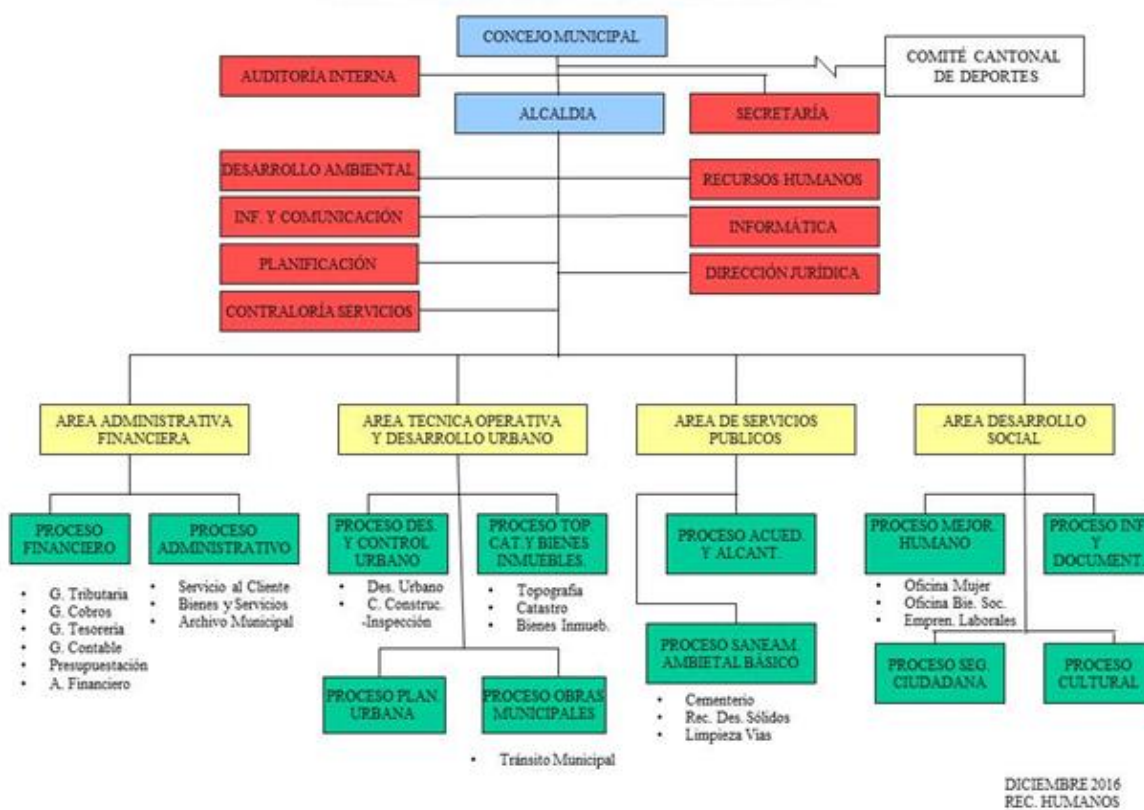 CONCEJO MUNICIPAL
COMITÉ CANTONAL
DE DEPORTES
AUDITORÍA INTERNA
ALCALDIA
SECRETARÍA
DESARROLLO AMBIENTAL
RECURSOS HUMANOS
INF. Y COMUNICACIÓN
INFORMÁTICA
PLANIFICACIÓN
DIRECCIÓN JURÍDICA
CONTRALORÍA SERVICIOS
AREA ADMINISTRATIVA
FINANCIERA
AREA TECNICA OPERATIVA
Y DESARROLLO URBANO
AREA DE SERVICIOS
PUBLICOS
AREA DESARROLLO
SOCIAL
PROCESO
FINANCIERO
• G. Tributaria
• G. Cobros
• G. Tesoreria
• G. Contable
• Presupuestación
• A. Financiero
PROCESO
ADMINISTRATIVO
• Servicio al Cliente
• Bienes y Servicios
• Archivo Municipal
PROCESO DES.
Y CONTROL
URBANO
• Des. Urbano
• C. Construc.
-Inspección
PROCESO TOP.
CAT.Y BIENES
INMUEBLES.
• Topografia
• Catastro
• Bienes Inmueb.
PROCESO PLAN.
URBANA
PROCESO OBRAS
MUNICIPALES
• Tránsito Municipal
PROCESO ACUED.
Y ALCANT.
PROCESO SANEAM.
AMBIETAL BÁSICO
• Cementerio
• Rec. Des. Sólidos
• Limpieza Vias
PROCESO MEJOR.
HUMANO
• Oficina Mujer
• Oficina Bie. Soc.
• Empren. Laborales
PROCESO INF.
Y
DOCUMENT.
PROCESO SEG.
CIUDADANA
PROCESO
CULTURAL
DICIEMBRE 2016
REC. HUMANOS